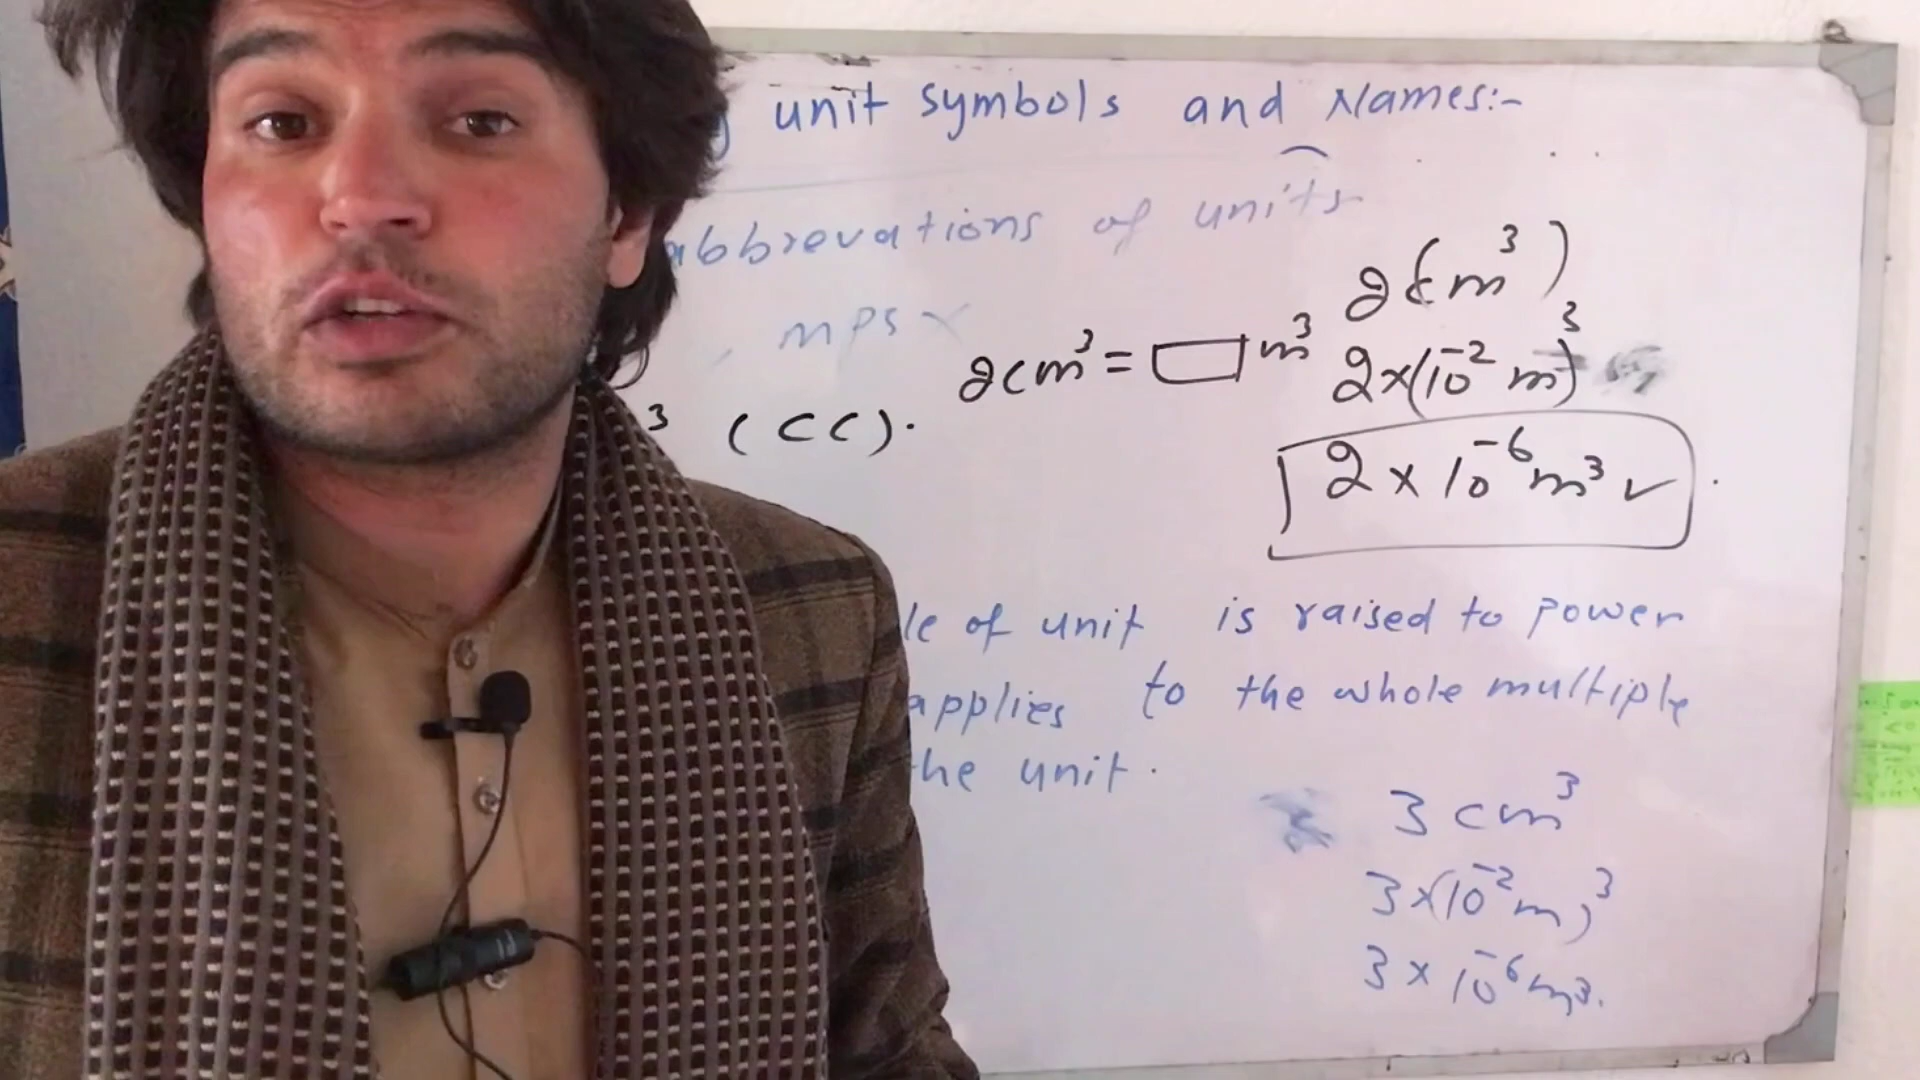 unit symbols and Names:-
abbrevations of units
mps ×
³ (CC).
2cm³ = □ m³
2(cm³)
2×(10⁻² m)³
2 × 10⁻⁶ m³ ✓
le of unit is raised to power
applies to the whole multiple
he unit.
3 cm³
3×(10⁻² m)³
3 × 10⁻⁶ m³.